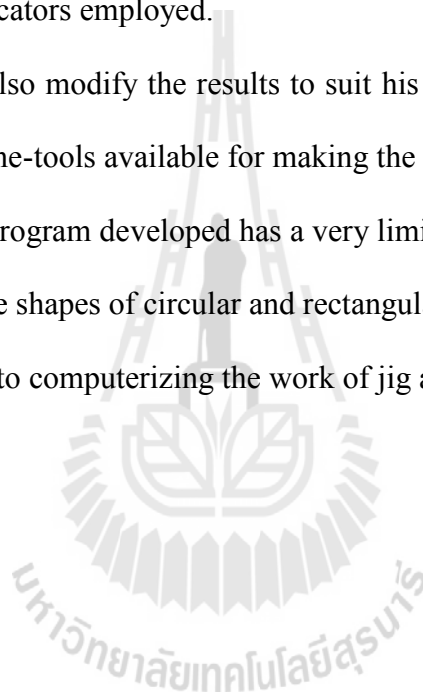 cators employed.
lso modify the results to suit his
ne-tools available for making the
rogram developed has a very limi
e shapes of circular and rectangul
to computerizing the work of jig a
มหาวิทยาลัยเทคโนโลยีสุรนารี